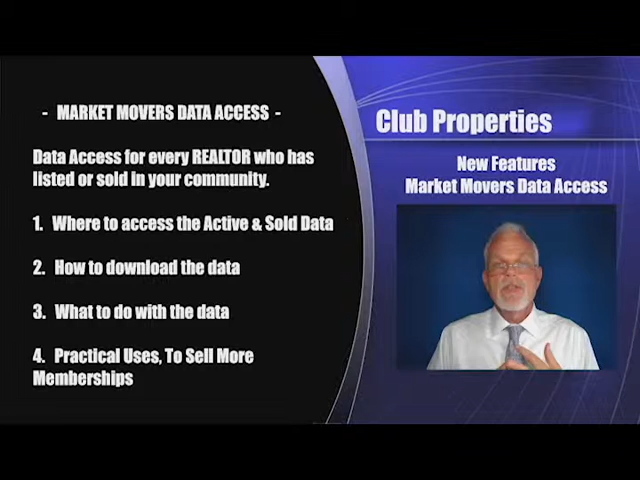 - MARKET MOVERS DATA ACCESS -
Data Access for every REALTOR who has
listed or sold in your community.
1. Where to access the Active & Sold Data
2. How to download the data
3. What to do with the data
4. Practical Uses, To Sell More
Memberships
Club Properties
New Features
Market Movers Data Access